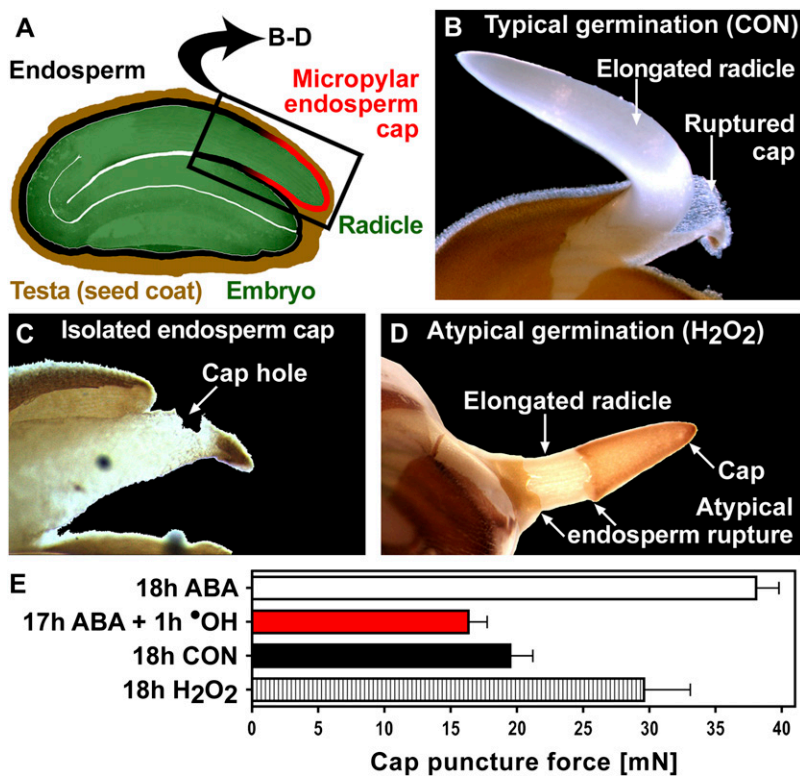 A
B-D
Endosperm
Micropylar
endosperm
cap
Radicle
Testa (seed coat)
Embryo
B
Typical germination (CON)
Elongated radicle
Ruptured
cap
C
Isolated endosperm cap
Cap hole
D
Atypical germination (H₂O₂)
Elongated radicle
Cap
Atypical
endosperm rupture
E
18h ABA
17h ABA + 1h •OH
18h CON
18h H₂O₂
0 5 10 15 20 25 30 35 40
Cap puncture force [mN]